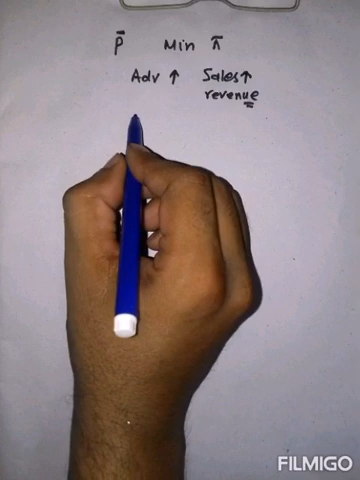 P̄ Min π̄
Adv ↑ Sales ↑
revenue
FILMIGO